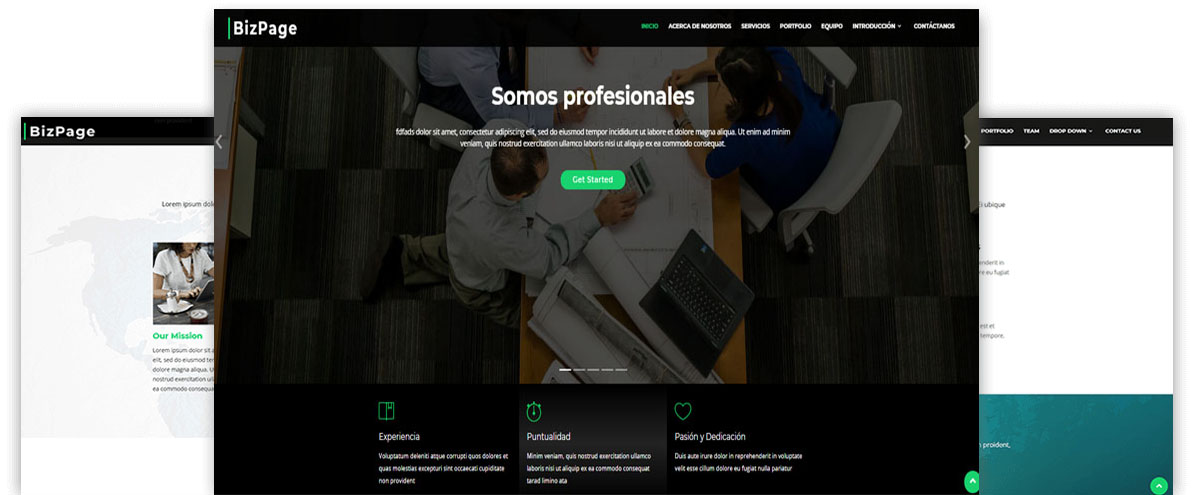 BizPage
INICIO ACERCA DE NOSOTROS SERVICIOS PORTFOLIO EQUIPO INTRODUCCIÓN CONTÁCTANOS
Somos profesionales
fdfads dolor sit amet, consectetur adipiscing elit, sed do eiusmod tempor incididunt ut labore et dolore magna aliqua. Ut enim ad minim
veniam, quis nostrud exercitation ullamco laboris nisi ut aliquip ex ea commodo consequat.
Get Started
Experiencia
Voluptatum deleniti atque corrupti quos dolores et
quas molestias excepturi sint occaecati cupiditate
non provident
Puntualidad
Minim veniam, quis nostrud exercitation ullamco
laboris nisi ut aliquip ex ea commodo consequat
tarad limino ata
Pasión y Dedicación
Duis aute irure dolor in reprehenderit in voluptate
velit esse cillum dolore eu fugiat nulla pariatur
BizPage
Lorem ipsum
Our Mission
Lorem ipsum dolor sit
elit, sed do eiusmod
dolore magna aliqua.
nostrud exercitation
ea commodo
PORTFOLIO TEAM DROP DOWN CONTACT US
ubique
in
eu fugiat
est et
tempore,
proident,